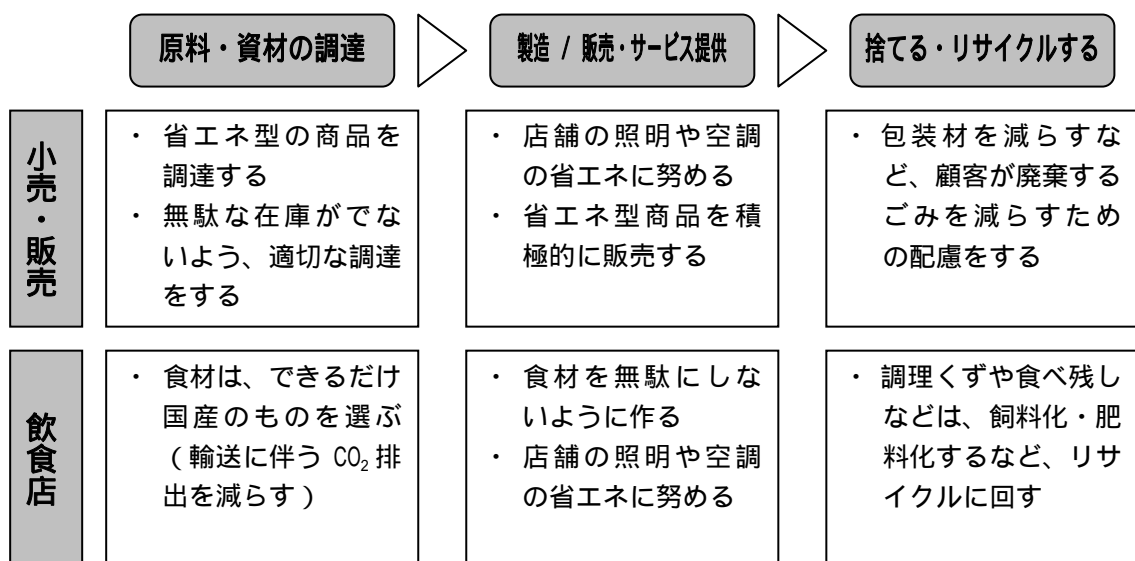 原料・資材の調達
製造 / 販売・サービス提供
捨てる・リサイクルする
小売・販売
・ 省エネ型の商品を
調達する
・ 無駄な在庫がでな
いよう、適切な調達
をする
・ 店舗の照明や空調
の省エネに努める
・ 省エネ型商品を積
極的に販売する
・ 包装材を減らすな
ど、顧客が廃棄する
ごみを減らすため
の配慮をする
飲食店
・ 食材は、できるだけ
国産のものを選ぶ
（輸送に伴う CO₂ 排
出を減らす）
・ 食材を無駄にしな
いように作る
・ 店舗の照明や空調
の省エネに努める
・ 調理くずや食べ残し
などは、飼料化・肥
料化するなど、リサ
イクルに回す